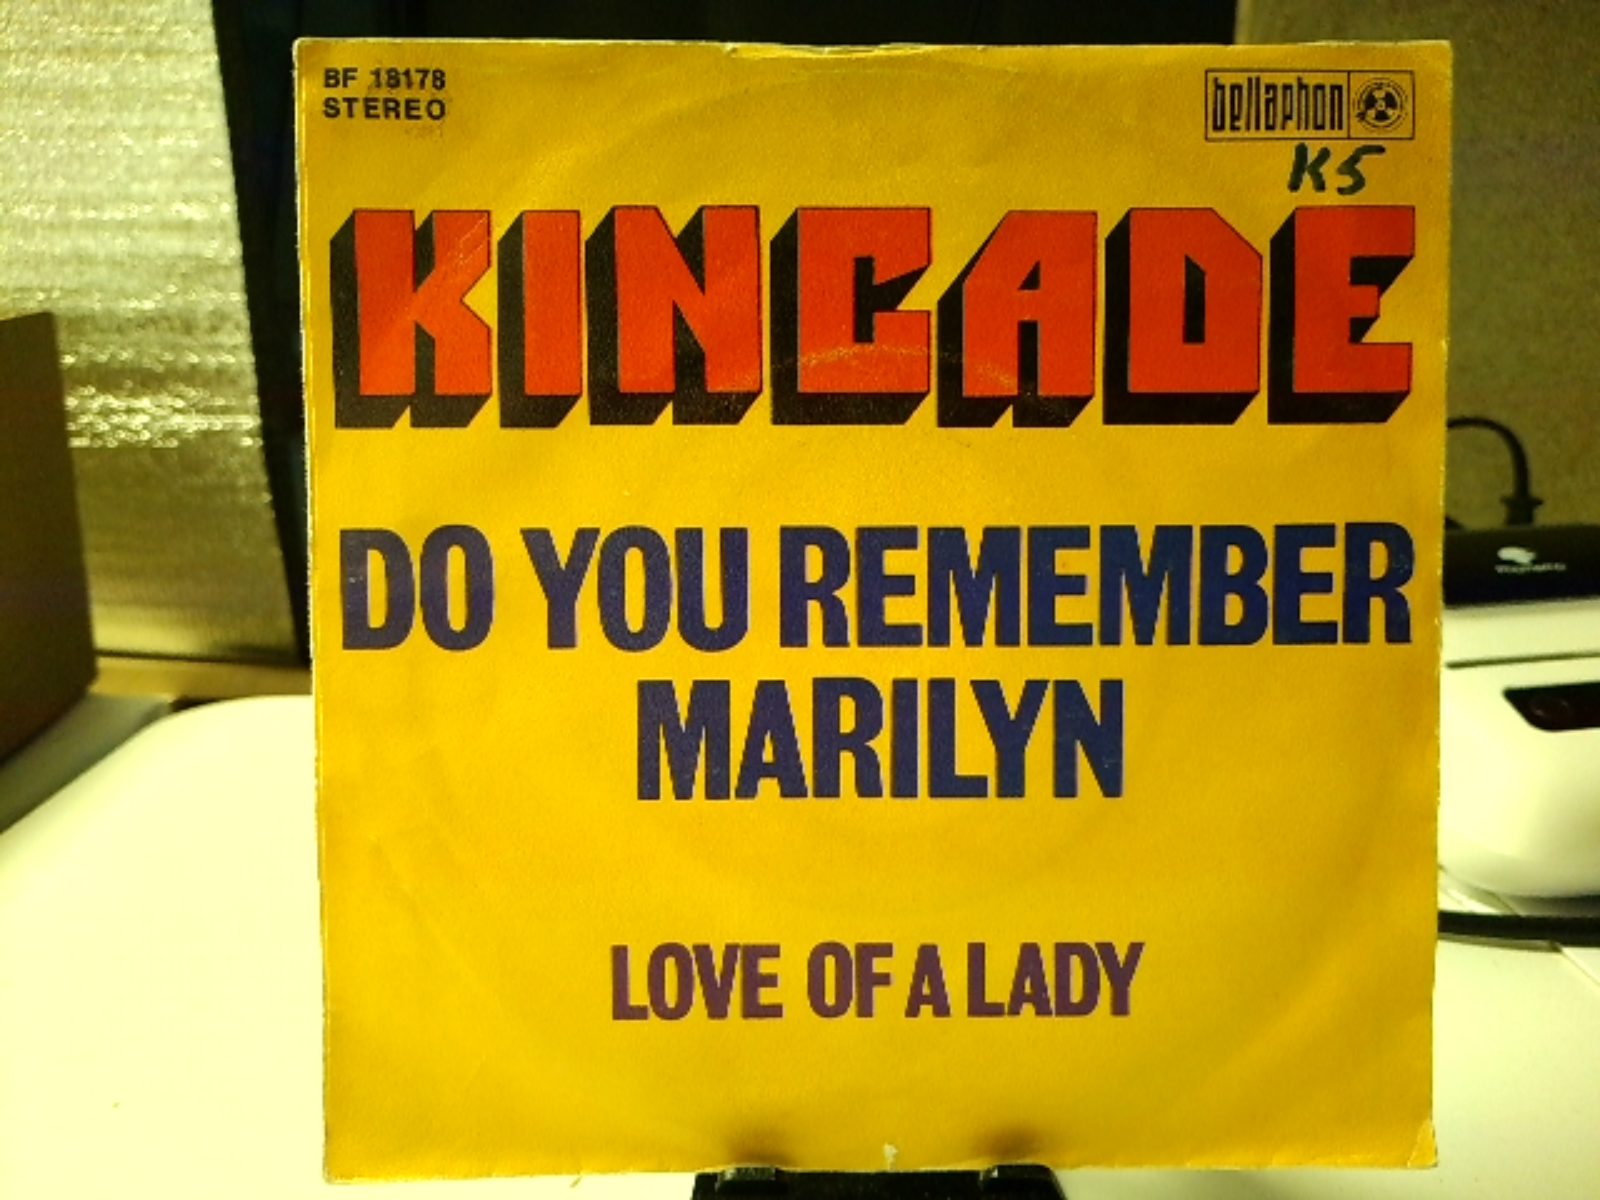 BF 18178
STEREO
bellaphon
K5
KINCADE
DO YOU REMEMBER
MARILYN
LOVE OF A LADY